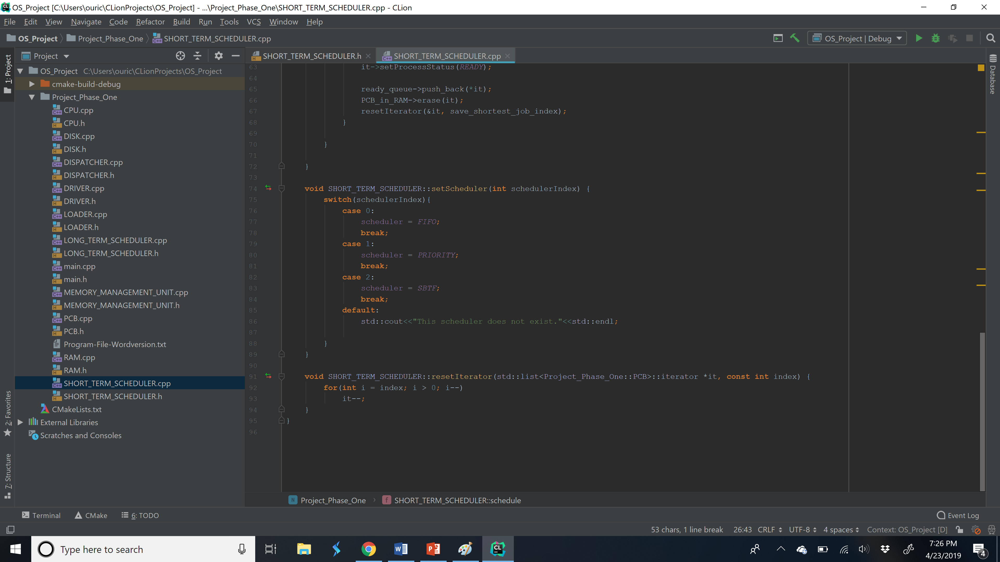 OS_Project [C:\Users\ouric\CLionProjects\OS_Project] - ...\Project_Phase_One\SHORT_TERM_SCHEDULER.cpp - CLion
File Edit View Navigate Code Refactor Build Run Tools VCS Window Help
OS_Project Project_Phase_One SHORT_TERM_SCHEDULER.cpp
OS_Project | Debug
1: Project
Project
OS_Project C:\Users\ouric\CLionProjects\OS_Project
cmake-build-debug
Project_Phase_One
CPU.cpp
CPU.h
DISK.cpp
DISK.h
DISPATCHER.cpp
DISPATCHER.h
DRIVER.cpp
DRIVER.h
LOADER.cpp
LOADER.h
LONG_TERM_SCHEDULER.cpp
LONG_TERM_SCHEDULER.h
main.cpp
main.h
MEMORY_MANAGEMENT_UNIT.cpp
MEMORY_MANAGEMENT_UNIT.h
PCB.cpp
PCB.h
Program-File-Wordversion.txt
RAM.cpp
RAM.h
SHORT_TERM_SCHEDULER.cpp
SHORT_TERM_SCHEDULER.h
CMakeLists.txt
External Libraries
Scratches and Consoles
2: Favorites
7: Structure
SHORT_TERM_SCHEDULER.h SHORT_TERM_SCHEDULER.cpp
63 it->setProcessStatus(READY);
64
65 ready_queue->push_back(*it);
66 PCB_in_RAM->erase(it);
67 resetIterator(&it, save_shortest_job_index);
68 }
69
70 }
71
72 }
73
74 void SHORT_TERM_SCHEDULER::setScheduler(int schedulerIndex) {
75 switch(schedulerIndex){
76 case 0:
77 scheduler = FIFO;
78 break;
79 case 1:
80 scheduler = PRIORITY;
81 break;
82 case 2:
83 scheduler = SBTF;
84 break;
85 default:
86 std::cout<<"This scheduler does not exist."<<std::endl;
87
88 }
89 }
90
91 void SHORT_TERM_SCHEDULER::resetIterator(std::list<Project_Phase_One::PCB>::iterator *it, const int index) {
92 for(int i = index; i > 0; i--)
93 it--;
94 }
95 }
96
Database
Project_Phase_One SHORT_TERM_SCHEDULER::schedule
Terminal CMake 6: TODO
Event Log
53 chars, 1 line break 26:43 CRLF UTF-8 4 spaces Context: OS_Project [D]
Type here to search
7:26 PM
4/23/2019
4